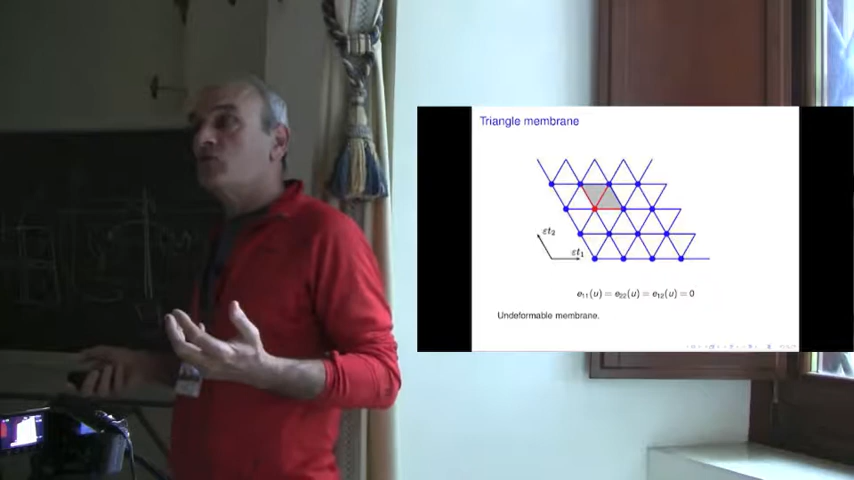 Triangle membrane
εt₂
εt₁
e₁₁(u) = e₂₂(u) = e₁₂(u) = 0
Undeformable membrane.